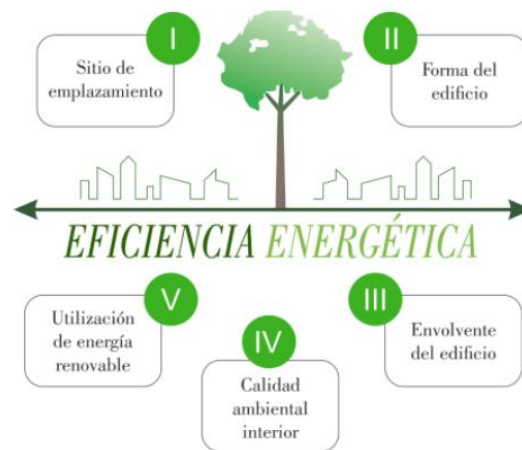 I
Sitio de
emplazamiento
II
Forma del
edificio
EFICIENCIA ENERGÉTICA
V
Utilización
de energía
renovable
IV
Calidad
ambiental
interior
III
Envolvente
del edificio